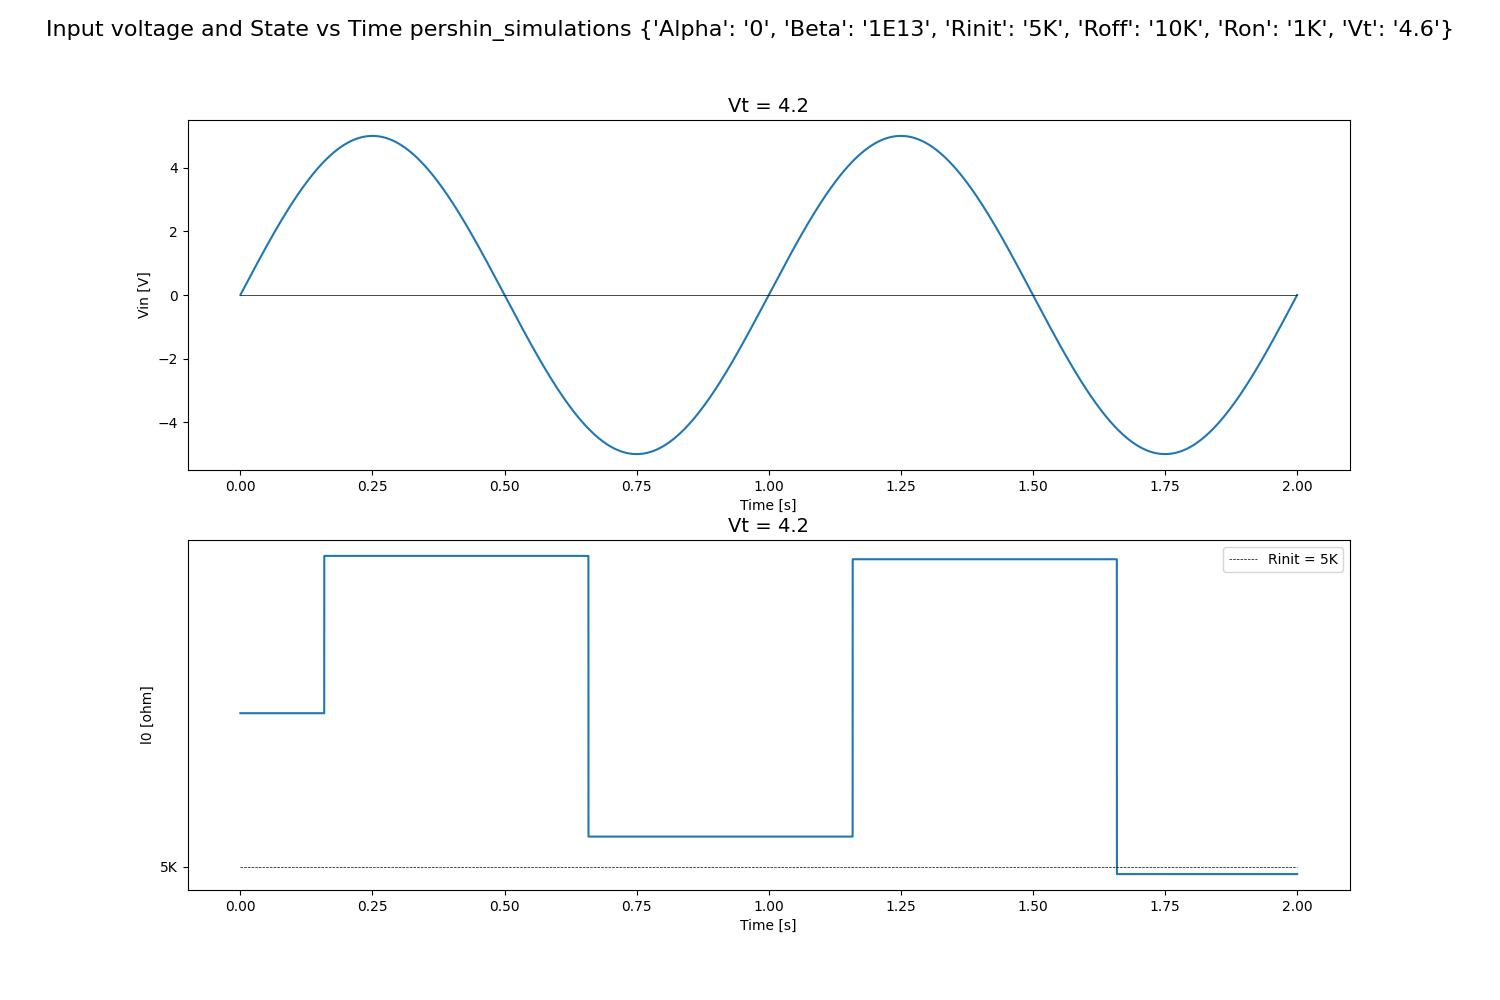 Input voltage and State vs Time pershin_simulations {'Alpha': '0', 'Beta': '1E13', 'Rinit': '5K', 'Roff': '10K', 'Ron': '1K', 'Vt': '4.6'}
Vt = 4.2
4
2
0
−2
−4
Vin [V]
0.00 0.25 0.50 0.75 1.00 1.25 1.50 1.75 2.00
Time [s]
Vt = 4.2
Rinit = 5K
l0 [ohm]
5K
0.00 0.25 0.50 0.75 1.00 1.25 1.50 1.75 2.00
Time [s]